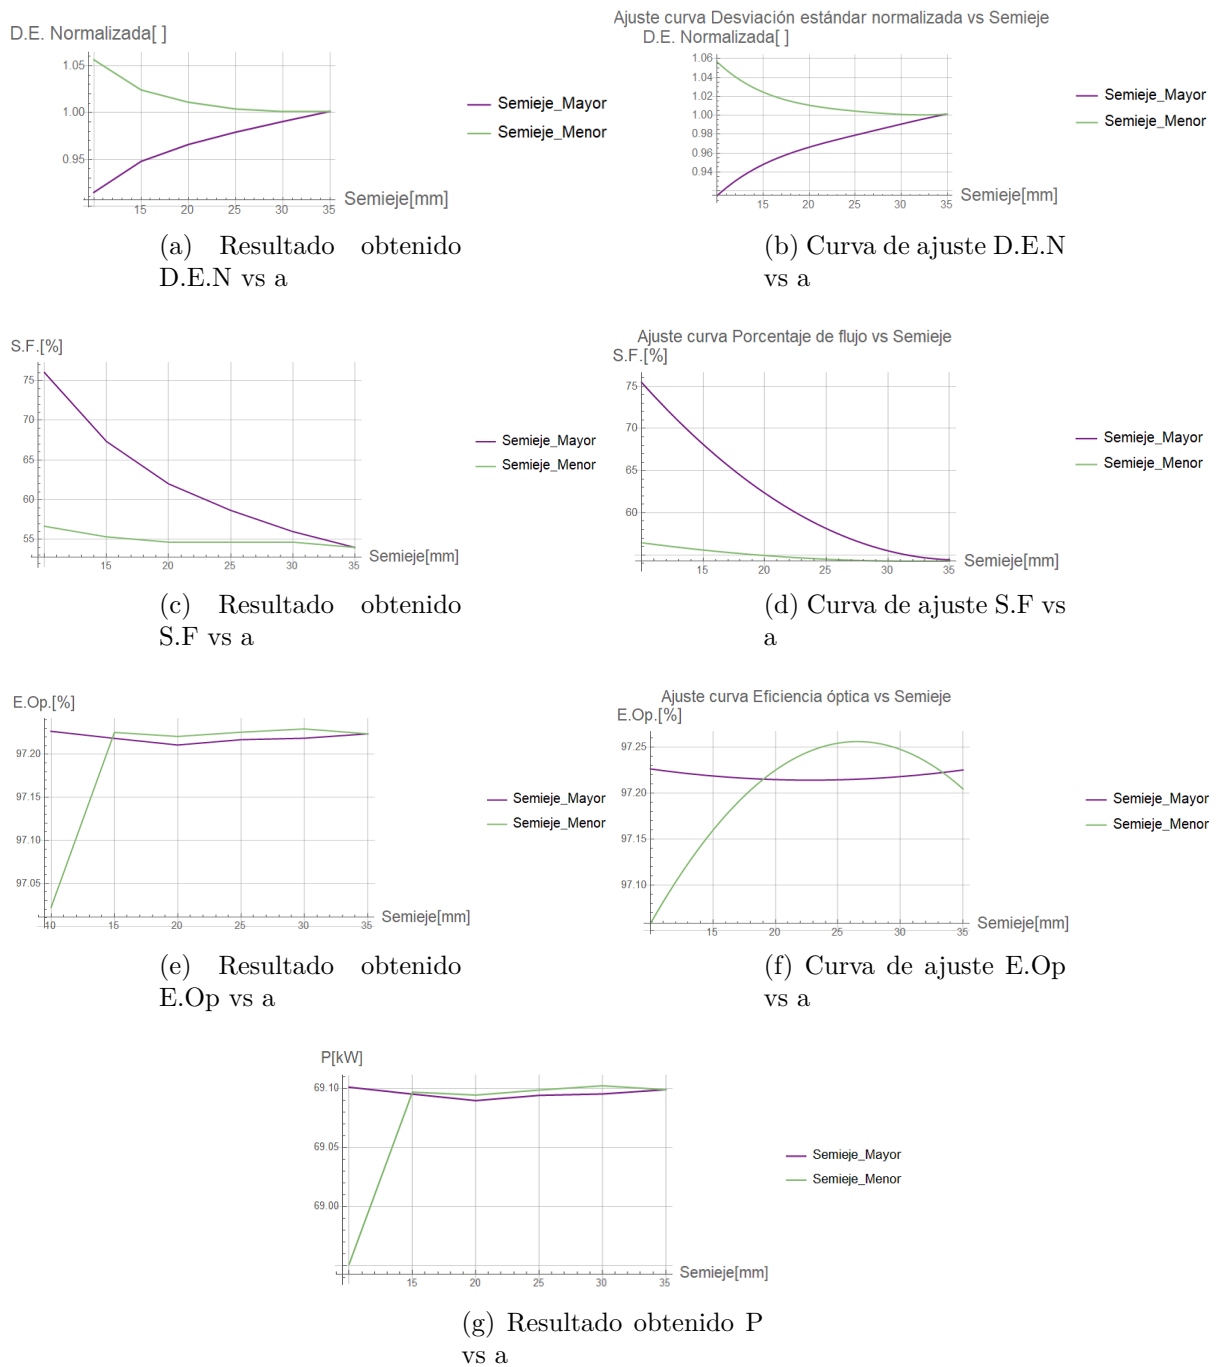 D.E. Normalizada[ ]
1.05
1.00
0.95
15 20 25 30 35
Semieje[mm]
Semieje_Mayor
Semieje_Menor
(a) Resultado obtenido
D.E.N vs a
Ajuste curva Desviación estándar normalizada vs Semieje
D.E. Normalizada[ ]
1.06
1.04
1.02
1.00
0.98
0.96
0.94
15 20 25 30 35
Semieje[mm]
Semieje_Mayor
Semieje_Menor
(b) Curva de ajuste D.E.N
vs a
S.F.[%]
75
70
65
60
55
15 20 25 30 35
Semieje[mm]
Semieje_Mayor
Semieje_Menor
(c) Resultado obtenido
S.F vs a
Ajuste curva Porcentaje de flujo vs Semieje
S.F.[%]
75
70
65
60
15 20 25 30 35
Semieje[mm]
Semieje_Mayor
Semieje_Menor
(d) Curva de ajuste S.F vs
a
E.Op.[%]
97.20
97.15
97.10
97.05
10 15 20 25 30 35
Semieje[mm]
Semieje_Mayor
Semieje_Menor
(e) Resultado obtenido
E.Op vs a
Ajuste curva Eficiencia óptica vs Semieje
E.Op.[%]
97.25
97.20
97.15
97.10
15 20 25 30 35
Semieje[mm]
Semieje_Mayor
Semieje_Menor
(f) Curva de ajuste E.Op
vs a
P[kW]
69.10
69.05
69.00
15 20 25 30 35
Semieje[mm]
Semieje_Mayor
Semieje_Menor
(g) Resultado obtenido P
vs a